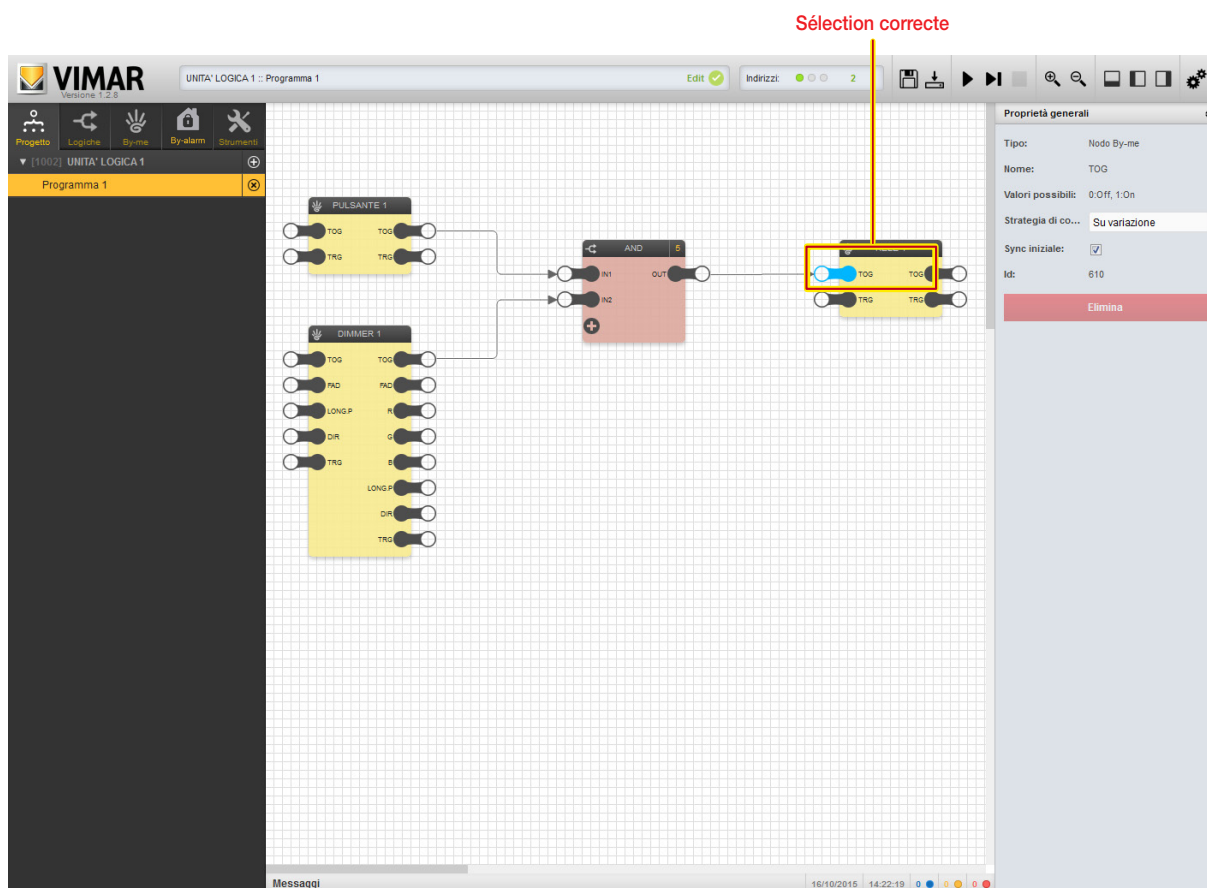 Sélection correcte
VIMAR
Versione 1.2.8
UNITA' LOGICA 1 :: Programma 1
Edit
Indirizzi:
2
Progetto
Logiche
By-me
By-alarm
Strumenti
[1002] UNITA' LOGICA 1
Programma 1
PULSANTE 1
TOG TOG
TRG TRG
DIMMER 1
TOG TOG
FAD FAD
LONG.P R
DIR G
TRG B
LONG.P
DIR
TRG
AND 5
IN1 OUT
IN2
TOG TOG
TRG TRG
Proprietà generali
Tipo: Nodo By-me
Nome: TOG
Valori possibili: 0:Off, 1:On
Strategia di co... Su variazione
Sync iniziale:
Id: 610
Elimina
Messaggi
16/10/2015 14:22:19 0 0 0